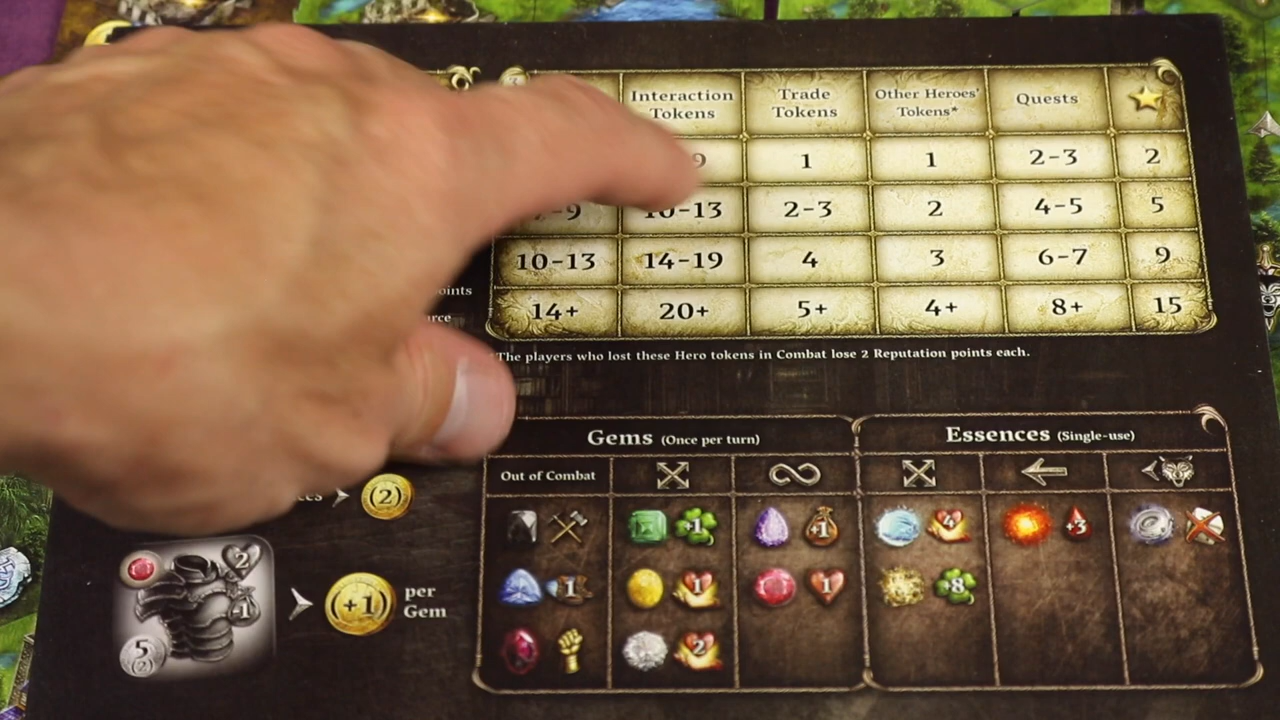 Interaction Tokens Trade Tokens Other Heroes' Tokens* Quests
9 1 1 2-3 2
-9 10-13 2-3 2 4-5 5
10-13 14-19 4 3 6-7 9
14+ 20+ 5+ 4+ 8+ 15
The players who lost these Hero tokens in Combat lose 2 Reputation points each.
Gems (Once per turn) Essences (Single-use)
Out of Combat
+1 +1 4 +3
1 1 1 8
2
(2)
2
-1
5
(2)
(+1) per Gem